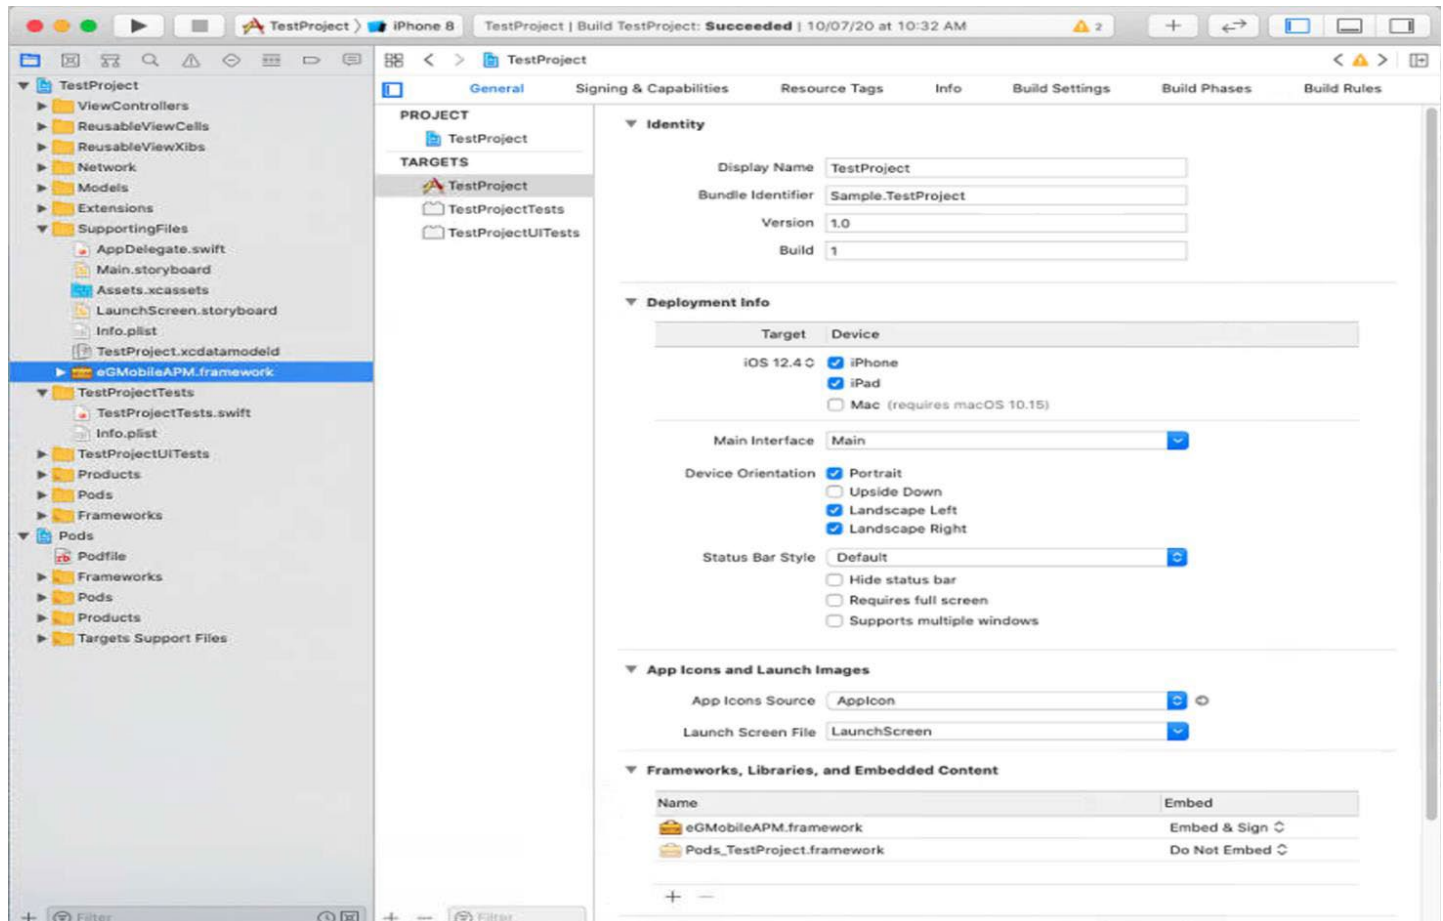 TestProject iPhone 8 TestProject | Build TestProject: Succeeded | 10/07/20 at 10:32 AM 2
TestProject
General Signing & Capabilities Resource Tags Info Build Settings Build Phases Build Rules
TestProject
ViewControllers
ReusableViewCells
ReusableViewXibs
Network
Models
Extensions
SupportingFiles
AppDelegate.swift
Main.storyboard
Assets.xcassets
LaunchScreen.storyboard
Info.plist
TestProject.xcdatamodeld
eGMobileAPM.framework
TestProjectTests
TestProjectTests.swift
Info.plist
TestProjectUITests
Products
Pods
Frameworks
Pods
Podfile
Frameworks
Pods
Products
Targets Support Files
Filter
PROJECT
TestProject
TARGETS
TestProject
TestProjectTests
TestProjectUITests
Filter
Identity
Display Name TestProject
Bundle Identifier Sample.TestProject
Version 1.0
Build 1
Deployment Info
Target Device
iOS 12.4 iPhone
iPad
Mac (requires macOS 10.15)
Main Interface Main
Device Orientation Portrait
Upside Down
Landscape Left
Landscape Right
Status Bar Style Default
Hide status bar
Requires full screen
Supports multiple windows
App Icons and Launch Images
App Icons Source AppIcon
Launch Screen File LaunchScreen
Frameworks, Libraries, and Embedded Content
Name Embed
eGMobileAPM.framework Embed & Sign
Pods_TestProject.framework Do Not Embed